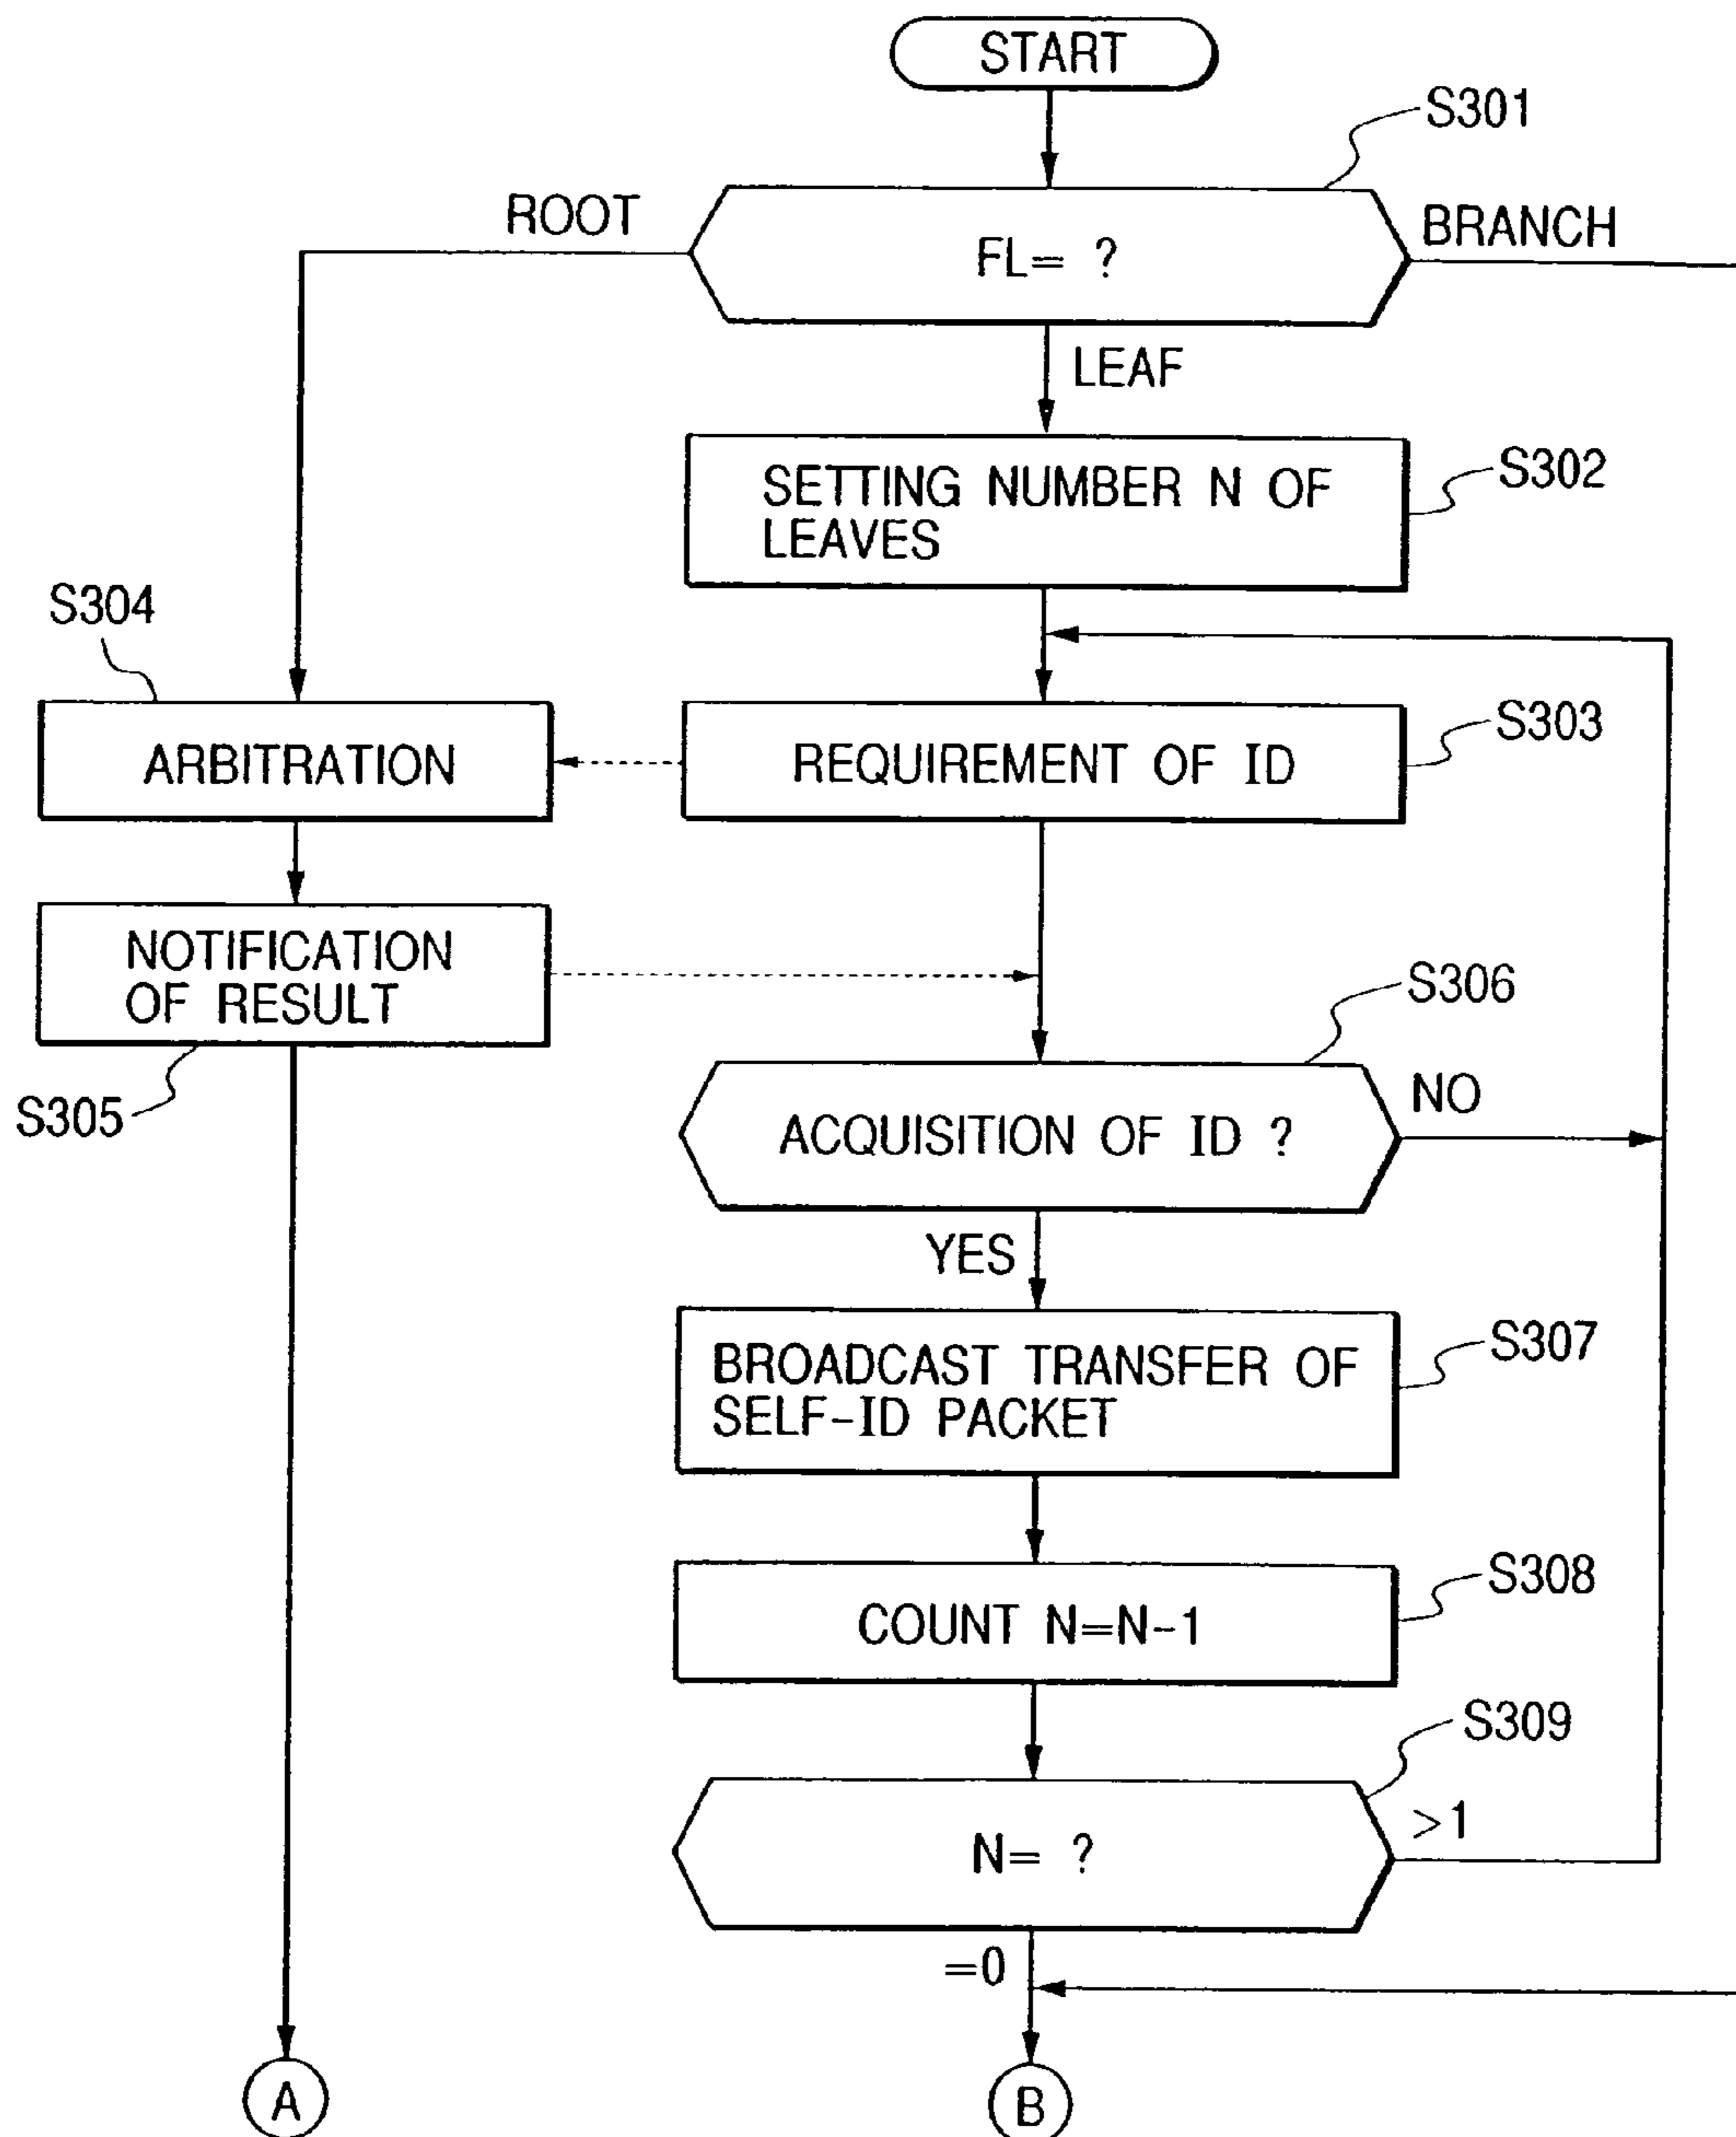 START
S301
ROOT
BRANCH
FL= ?
LEAF
SETTING NUMBER N OF
LEAVES
S302
S304
ARBITRATION
REQUIREMENT OF ID
S303
NOTIFICATION
OF RESULT
S305
S306
ACQUISITION OF ID ?
NO
YES
BROADCAST TRANSFER OF
SELF-ID PACKET
S307
COUNT N=N-1
S308
S309
N= ?
>1
=0
A
B